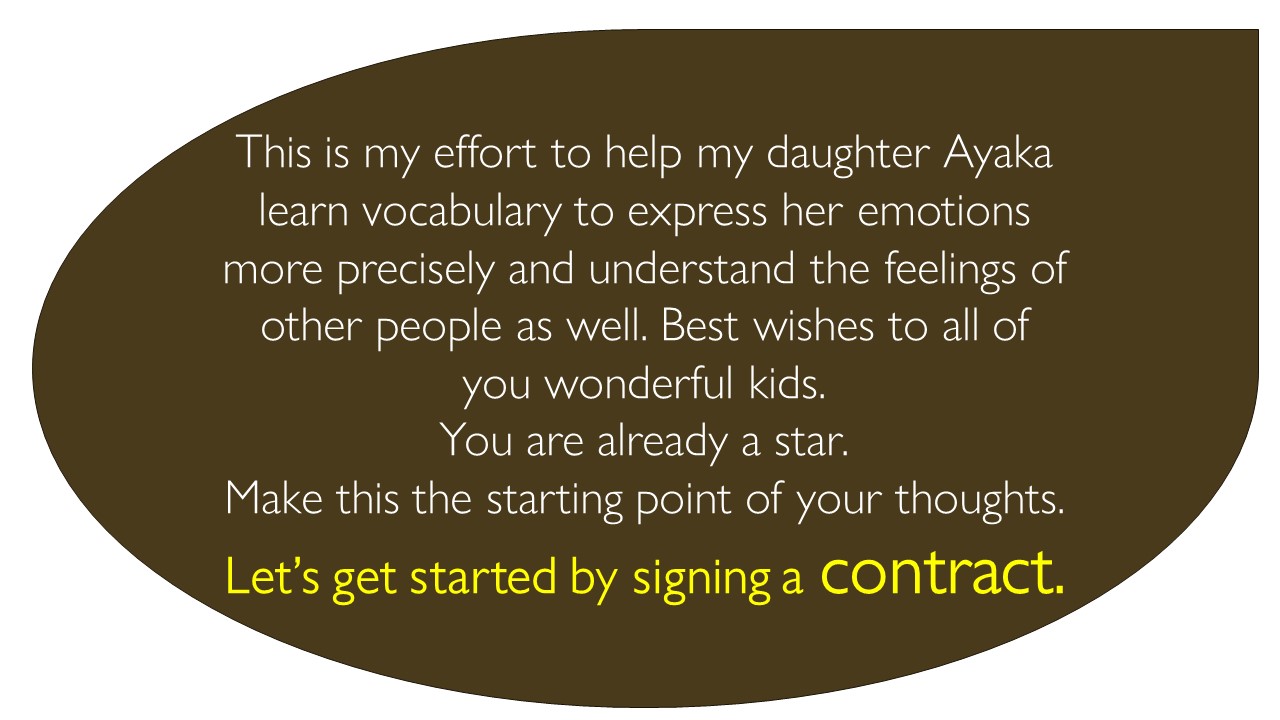 This is my effort to help my daughter Ayaka
learn vocabulary to express her emotions
more precisely and understand the feelings of
other people as well. Best wishes to all of
you wonderful kids.
You are already a star.
Make this the starting point of your thoughts.
Let’s get started by signing a contract.